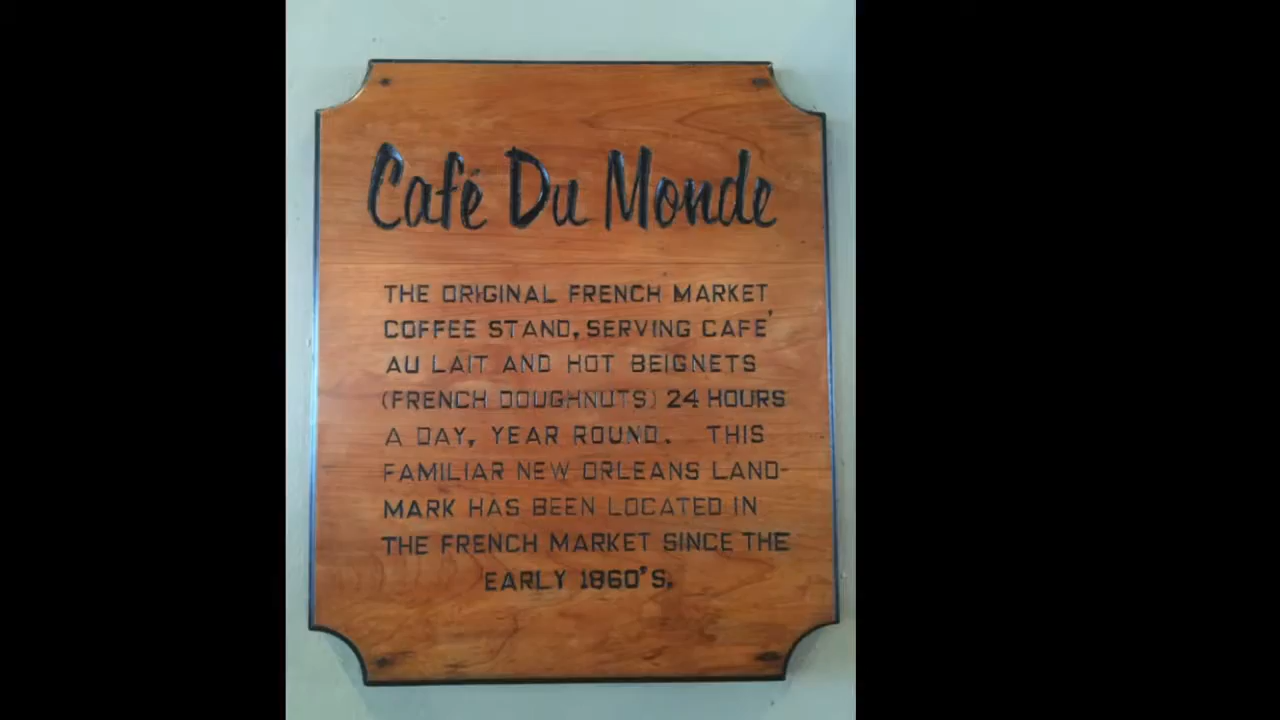 Café Du Monde
THE ORIGINAL FRENCH MARKET
COFFEE STAND, SERVING CAFE'
AU LAIT AND HOT BEIGNETS
(FRENCH DOUGHNUTS) 24 HOURS
A DAY, YEAR ROUND. THIS
FAMILIAR NEW ORLEANS LAND-
MARK HAS BEEN LOCATED IN
THE FRENCH MARKET SINCE THE
EARLY 1860'S.